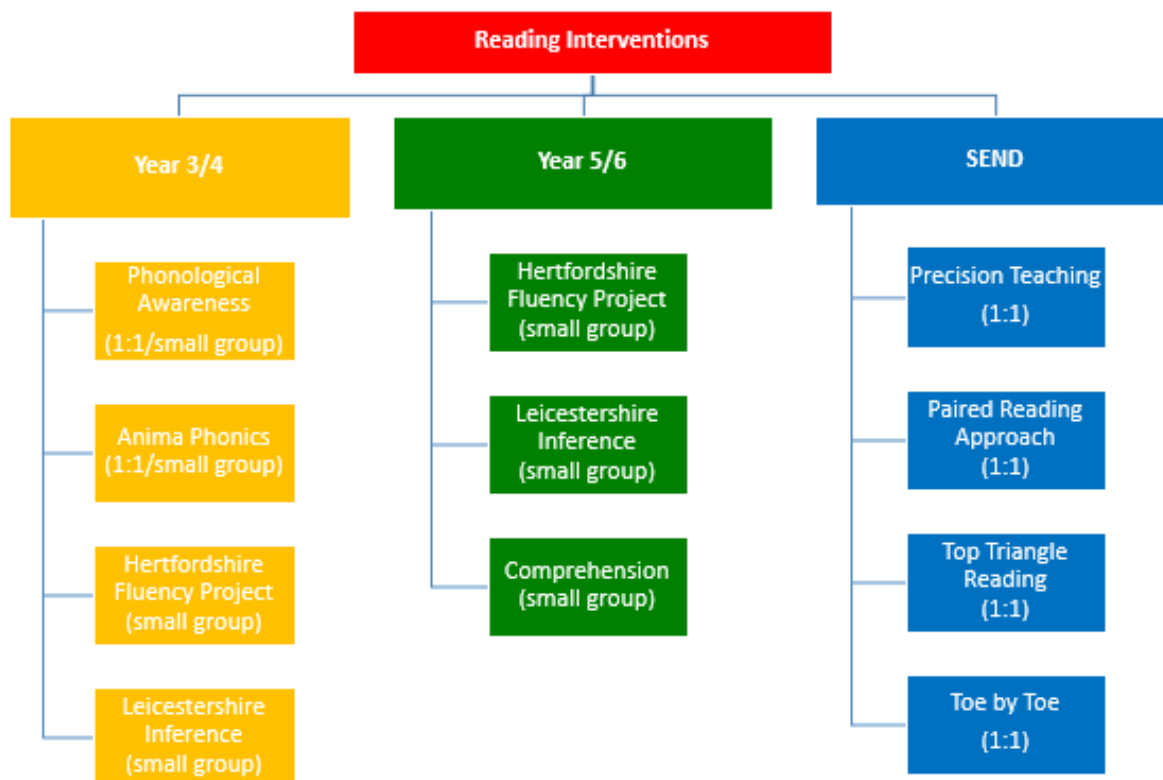 Reading Interventions
Year 3/4
Phonological
Awareness
(1:1/small group)
Anima Phonics
(1:1/small group)
Hertfordshire
Fluency Project
(small group)
Leicestershire
Inference
(small group)
Year 5/6
Hertfordshire
Fluency Project
(small group)
Leicestershire
Inference
(small group)
Comprehension
(small group)
SEND
Precision Teaching
(1:1)
Paired Reading
Approach
(1:1)
Top Triangle
Reading
(1:1)
Toe by Toe
(1:1)